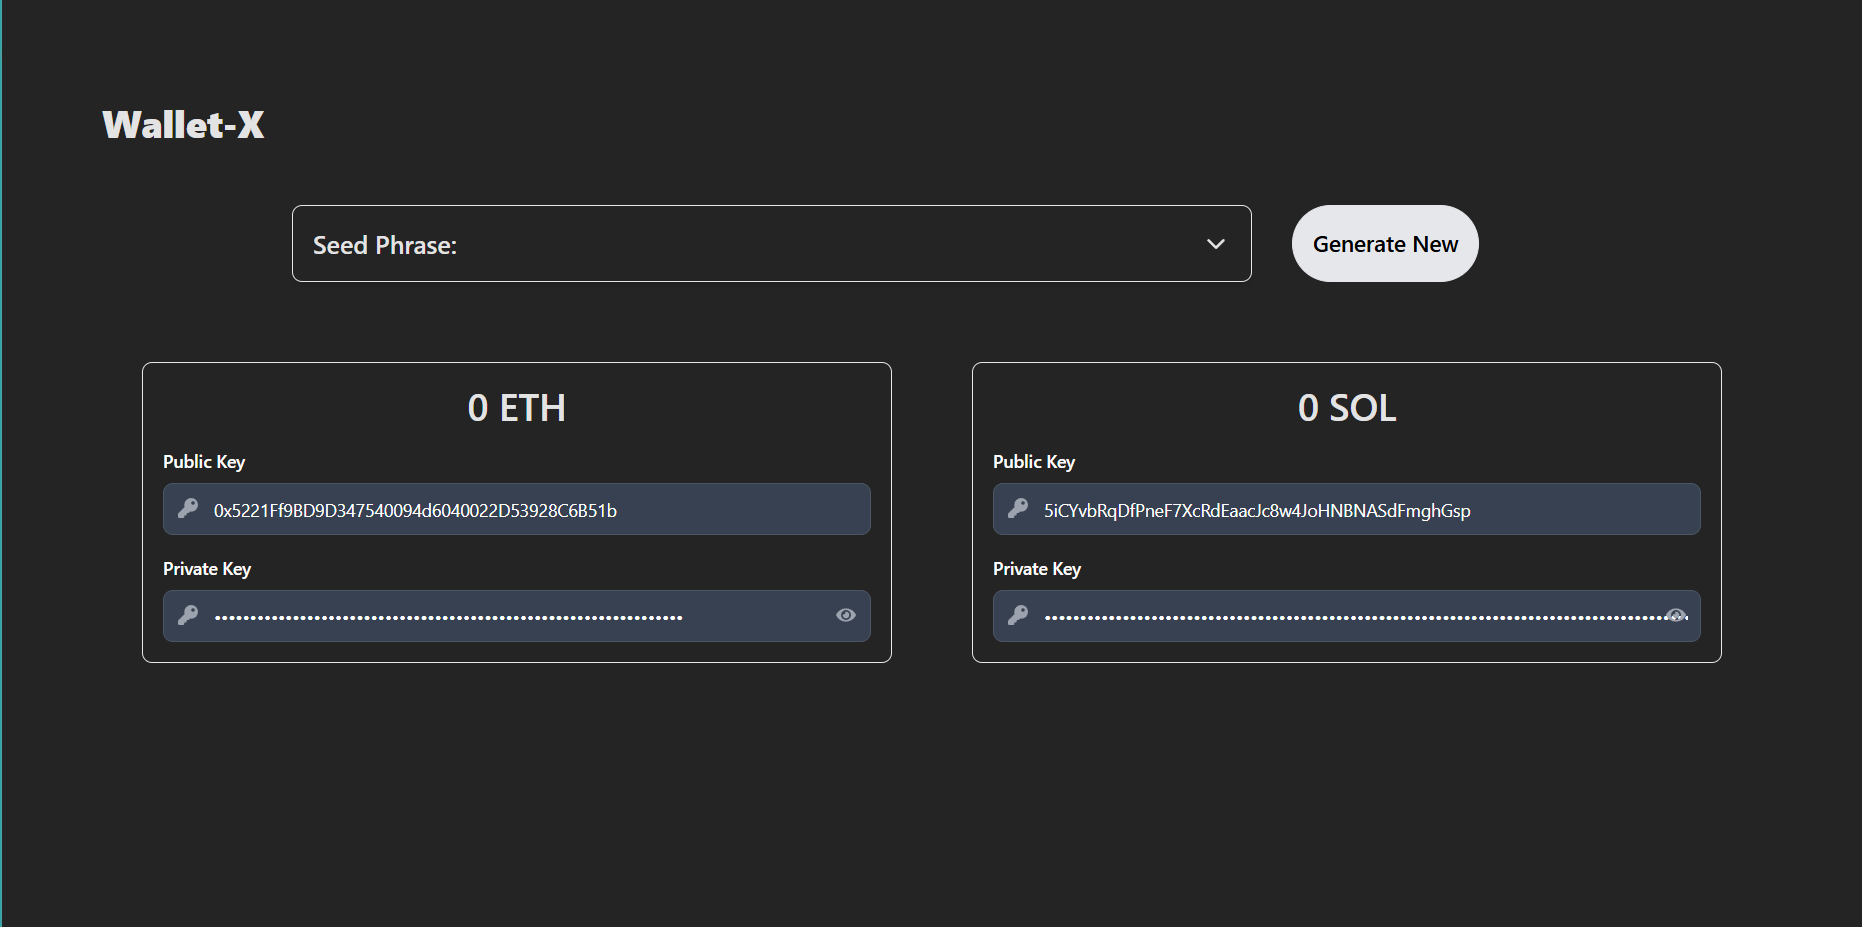 Wallet-X
Seed Phrase:
Generate New
0 ETH
Public Key
0x5221Ff9BD9D347540094d6040022D53928C6B51b
Private Key
0 SOL
Public Key
5iCYvbRqDfPneF7XcRdEaacJc8w4JoHNBNASdFmghGsp
Private Key